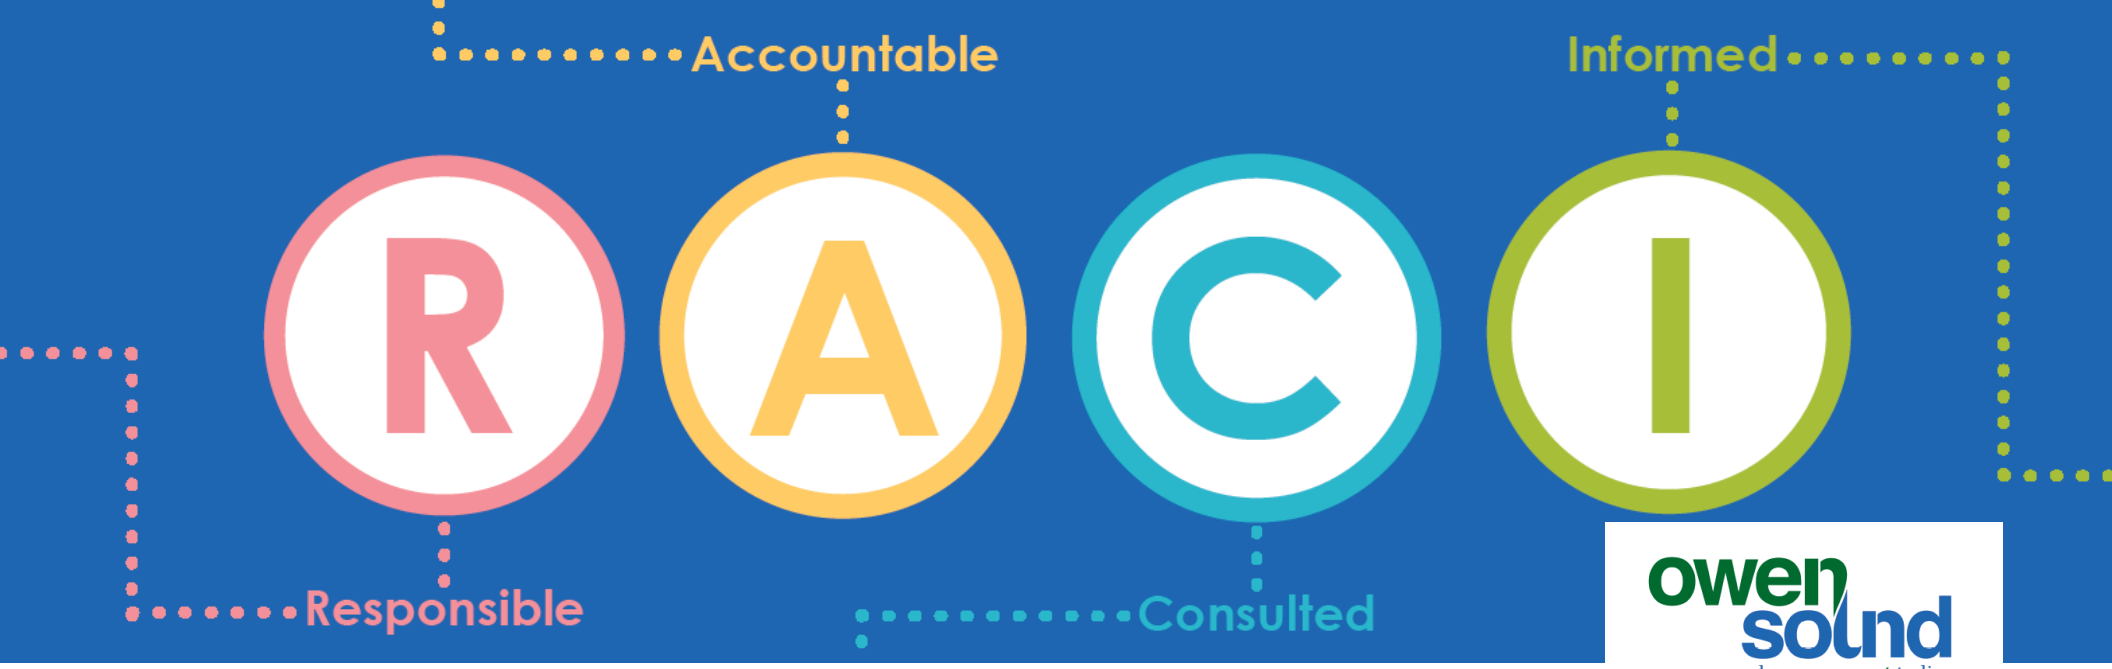 Accountable
Informed
R A C I
Responsible
Consulted
owen
sound